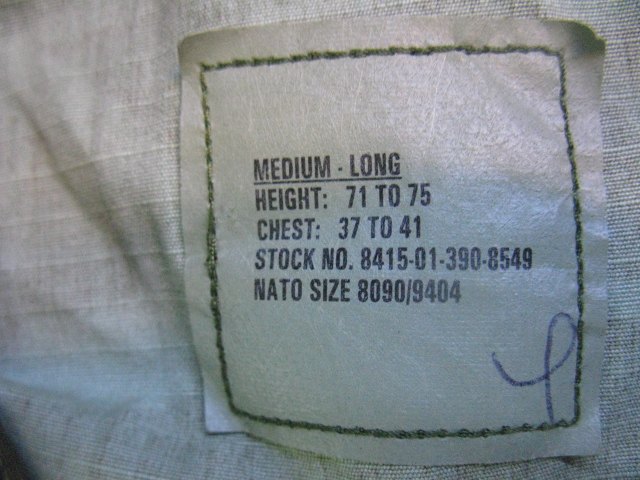 MEDIUM - LONG
HEIGHT: 71 TO 75
CHEST: 37 TO 41
STOCK NO. 8415-01-390-8549
NATO SIZE 8090/9404